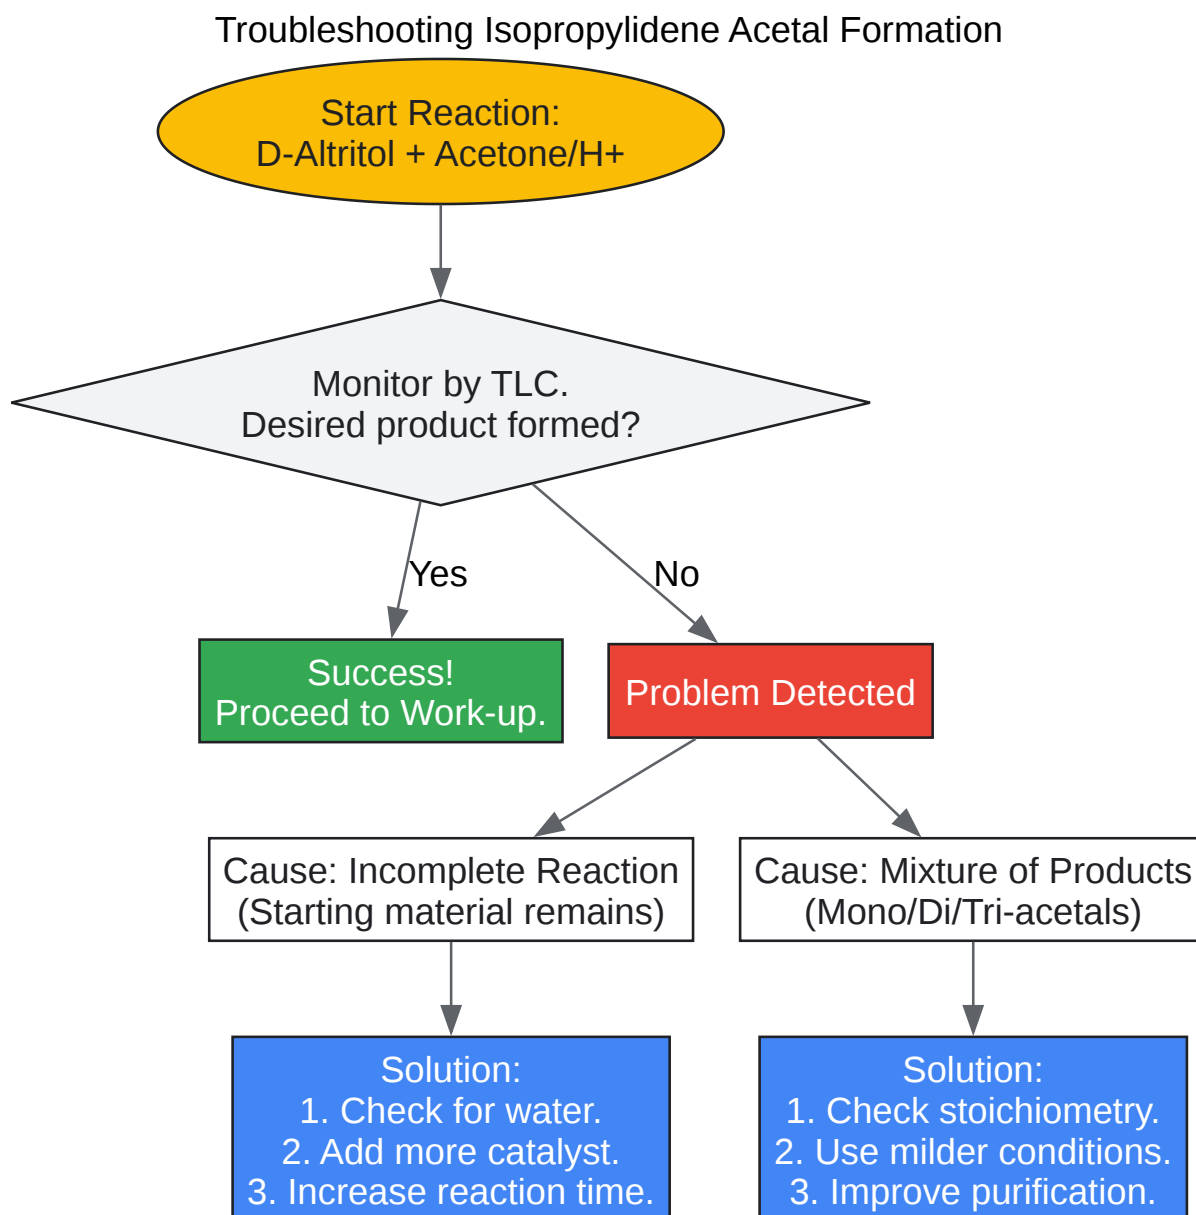 Troubleshooting Isopropylidene Acetal Formation
Start Reaction:
D-Altritol + Acetone/H+
Monitor by TLC.
Desired product formed?
Yes
No
Success!
Proceed to Work-up.
Problem Detected
Cause: Incomplete Reaction
(Starting material remains)
Cause: Mixture of Products
(Mono/Di/Tri-acetals)
Solution:
1. Check for water.
2. Add more catalyst.
3. Increase reaction time.
Solution:
1. Check stoichiometry.
2. Use milder conditions.
3. Improve purification.